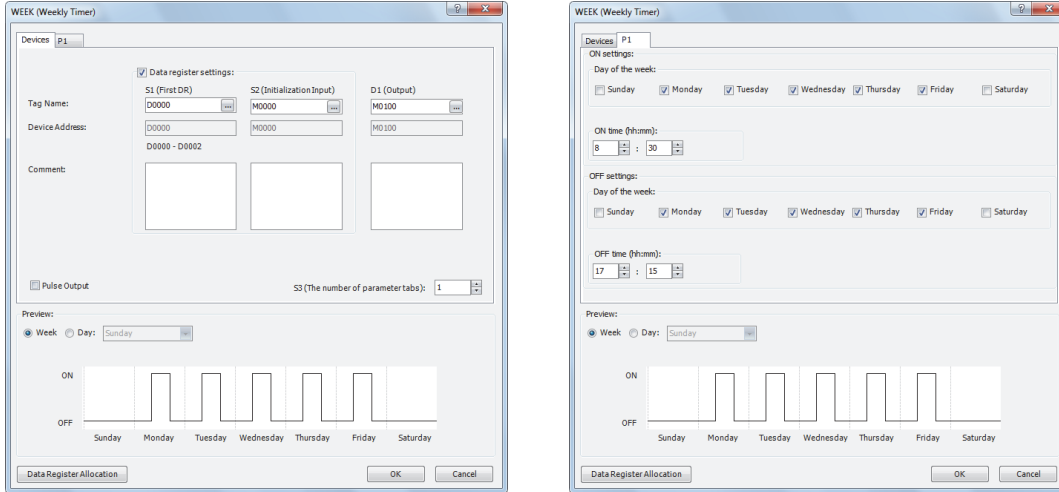 WEEK (Weekly Timer)
Devices P1
Data register settings:
S1 (First DR) S2 (Initialization Input) D1 (Output)
Tag Name: D0000 ... M0000 ... M0100 ...
Device Address: D0000 M0000 M0100
D0000 - D0002
Comment:
Pulse Output S3 (The number of parameter tabs): 1
Preview:
Week Day: Sunday
ON
OFF
Sunday Monday Tuesday Wednesday Thursday Friday Saturday
Data Register Allocation OK Cancel
WEEK (Weekly Timer)
Devices P1
ON settings:
Day of the week:
Sunday Monday Tuesday Wednesday Thursday Friday Saturday
ON time (hh:mm):
8 : 30
OFF settings:
Day of the week:
Sunday Monday Tuesday Wednesday Thursday Friday Saturday
OFF time (hh:mm):
17 : 15
Preview:
Week Day: Sunday
ON
OFF
Sunday Monday Tuesday Wednesday Thursday Friday Saturday
Data Register Allocation OK Cancel